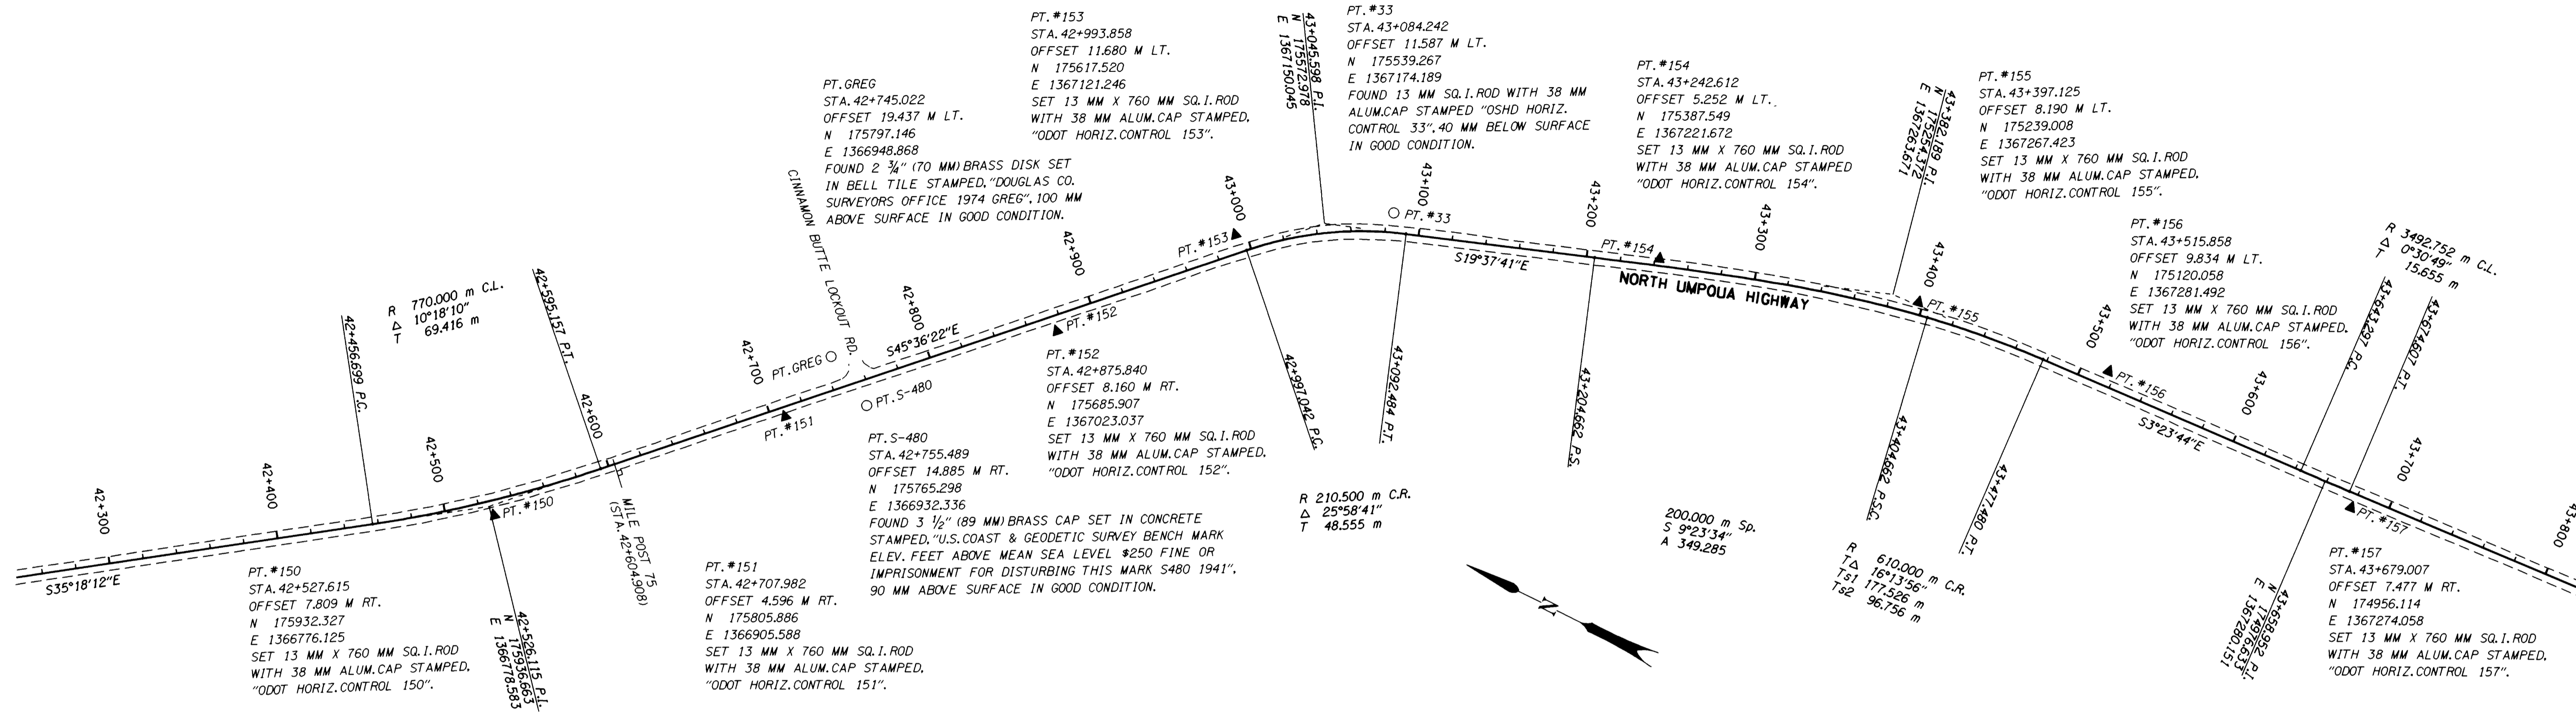 PT.#153
STA.42+993.858
OFFSET 11.680 M LT.
N 175617.520
E 1367121.246
SET 13 MM X 760 MM SQ.I.ROD
WITH 38 MM ALUM.CAP STAMPED,
"ODOT HORIZ.CONTROL 153".
43+045.598 P.I.
N 175572.978
E 1367150.045
PT.#33
STA.43+084.242
OFFSET 11.587 M LT.
N 175539.267
E 1367174.189
FOUND 13 MM SQ.I.ROD WITH 38 MM
ALUM.CAP STAMPED "OSHD HORIZ.
CONTROL 33",40 MM BELOW SURFACE
IN GOOD CONDITION.
PT.#154
STA.43+242.612
OFFSET 5.252 M LT.
N 175387.549
E 1367221.672
SET 13 MM X 760 MM SQ.I.ROD
WITH 38 MM ALUM.CAP STAMPED
"ODOT HORIZ.CONTROL 154".
43+382.189 P.I.
N 175254.372
E 1367263.671
PT.#155
STA.43+397.125
OFFSET 8.190 M LT.
N 175239.008
E 1367267.423
SET 13 MM X 760 MM SQ.I.ROD
WITH 38 MM ALUM.CAP STAMPED,
"ODOT HORIZ.CONTROL 155".
PT.GREG
STA.42+745.022
OFFSET 19.437 M LT.
N 175797.146
E 1366948.868
FOUND 2 ¾" (70 MM) BRASS DISK SET
IN BELL TILE STAMPED,"DOUGLAS CO.
SURVEYORS OFFICE 1974 GREG",100 MM
ABOVE SURFACE IN GOOD CONDITION.
PT.#156
STA.43+515.858
OFFSET 9.834 M LT.
N 175120.058
E 1367281.492
SET 13 MM X 760 MM SQ.I.ROD
WITH 38 MM ALUM.CAP STAMPED,
"ODOT HORIZ.CONTROL 156".
R 3492.752 m C.L.
Δ 0°30'49"
T 15.655 m
43+643.297 P.C.
43+674.607 P.T.
R 770.000 m C.L.
Δ 10°18'10"
T 69.416 m
42+456.699 P.C.
42+595.157 P.T.
CINNAMON BUTTE LOCKOUT RD.
42+300
42+400
42+500
42+600
42+700
42+800
42+900
43+000
43+100
43+200
43+300
43+400
43+500
43+600
43+700
43+800
PT.#150
PT.#151
PT.GREG
PT.S-480
PT.#152
PT.#153
PT.#33
PT.#154
PT.#155
PT.#156
PT.#157
S35°18'12"E
S45°36'22"E
S19°37'41"E
S3°23'44"E
NORTH UMPQUA HIGHWAY
MILE POST 75
(STA.42+604.908)
42+997.042 P.C.
43+092.484 P.T.
43+204.662 P.S.
43+404.662 P.S.C.
43+477.480 P.T.
PT.#152
STA.42+875.840
OFFSET 8.160 M RT.
N 175685.907
E 1367023.037
SET 13 MM X 760 MM SQ.I.ROD
WITH 38 MM ALUM.CAP STAMPED,
"ODOT HORIZ.CONTROL 152".
PT.S-480
STA.42+755.489
OFFSET 14.885 M RT.
N 175765.298
E 1366932.336
FOUND 3 ½" (89 MM) BRASS CAP SET IN CONCRETE
STAMPED,"U.S.COAST & GEODETIC SURVEY BENCH MARK
ELEV. FEET ABOVE MEAN SEA LEVEL $250 FINE OR
IMPRISONMENT FOR DISTURBING THIS MARK S480 1941",
90 MM ABOVE SURFACE IN GOOD CONDITION.
R 210.500 m C.R.
Δ 25°58'41"
T 48.555 m
200.000 m Sp.
S 9°23'34"
A 349.285
R 610.000 m C.R.
TΔ 16°13'56"
Ts1 177.526 m
Ts2 96.756 m
N
PT.#150
STA.42+527.615
OFFSET 7.809 M RT.
N 175932.327
E 1366776.125
SET 13 MM X 760 MM SQ.I.ROD
WITH 38 MM ALUM.CAP STAMPED,
"ODOT HORIZ.CONTROL 150".
42+526.115 P.I.
N 175936.663
E 1366778.583
PT.#151
STA.42+707.982
OFFSET 4.596 M RT.
N 175805.886
E 1366905.588
SET 13 MM X 760 MM SQ.I.ROD
WITH 38 MM ALUM.CAP STAMPED,
"ODOT HORIZ.CONTROL 151".
43+658.952 P.I.
N 174976.633
E 1367280.151
PT.#157
STA.43+679.007
OFFSET 7.477 M RT.
N 174956.114
E 1367274.058
SET 13 MM X 760 MM SQ.I.ROD
WITH 38 MM ALUM.CAP STAMPED,
"ODOT HORIZ.CONTROL 157".